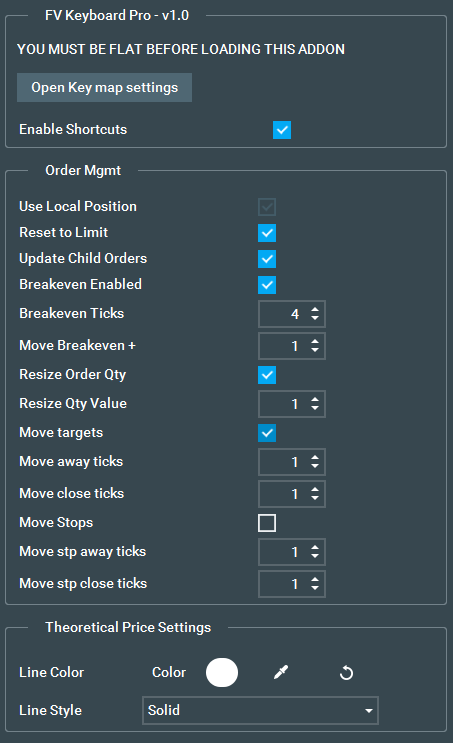 FV Keyboard Pro - v1.0
YOU MUST BE FLAT BEFORE LOADING THIS ADDON
Open Key map settings
Enable Shortcuts
Order Mgmt
Use Local Position
Reset to Limit
Update Child Orders
Breakeven Enabled
Breakeven Ticks 4
Move Breakeven + 1
Resize Order Qty
Resize Qty Value 1
Move targets
Move away ticks 1
Move close ticks 1
Move Stops
Move stp away ticks 1
Move stp close ticks 1
Theoretical Price Settings
Line Color Color
Line Style Solid